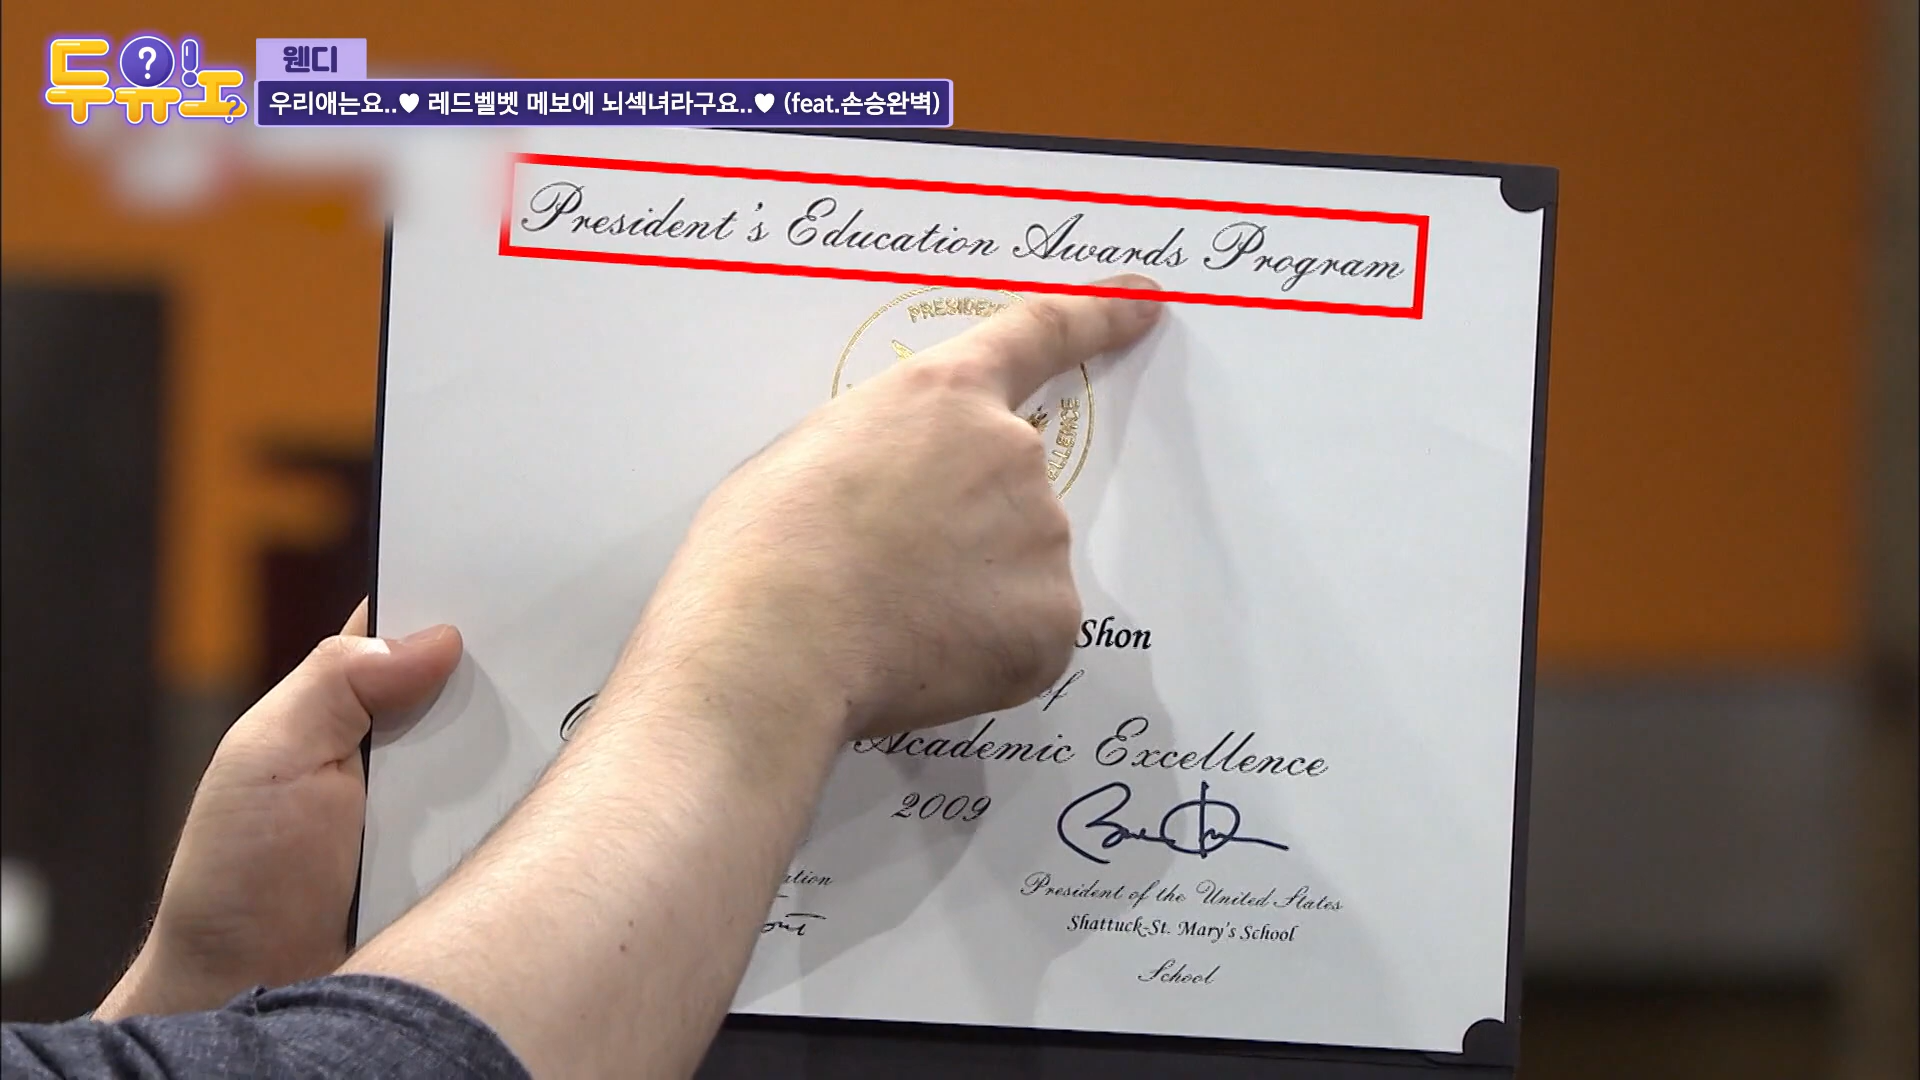 두유노
웬디
우리애는요..♥ 레드벨벳 메보에 뇌섹녀라구요..♥ (feat.손승완벽)
President's Education Awards Program
PRESIDENT
Shon
of
Academic Excellence
2009
President of the United States
Shattuck-St. Mary's School
School